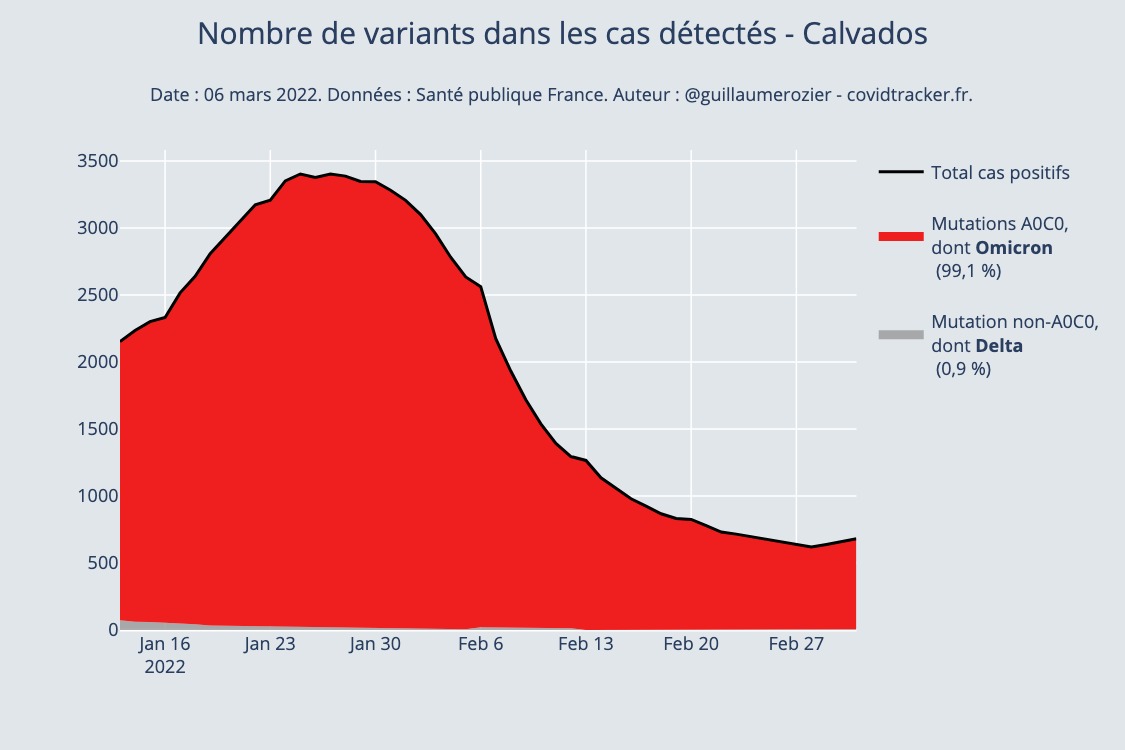 Nombre de variants dans les cas détectés - Calvados
Date : 06 mars 2022. Données : Santé publique France. Auteur : @guillaumerozier - covidtracker.fr.
3500
3000
2500
2000
1500
1000
500
0
Jan 16
2022
Jan 23
Jan 30
Feb 6
Feb 13
Feb 20
Feb 27
Total cas positifs
Mutations A0C0,
dont Omicron
(99,1 %)
Mutation non-A0C0,
dont Delta
(0,9 %)